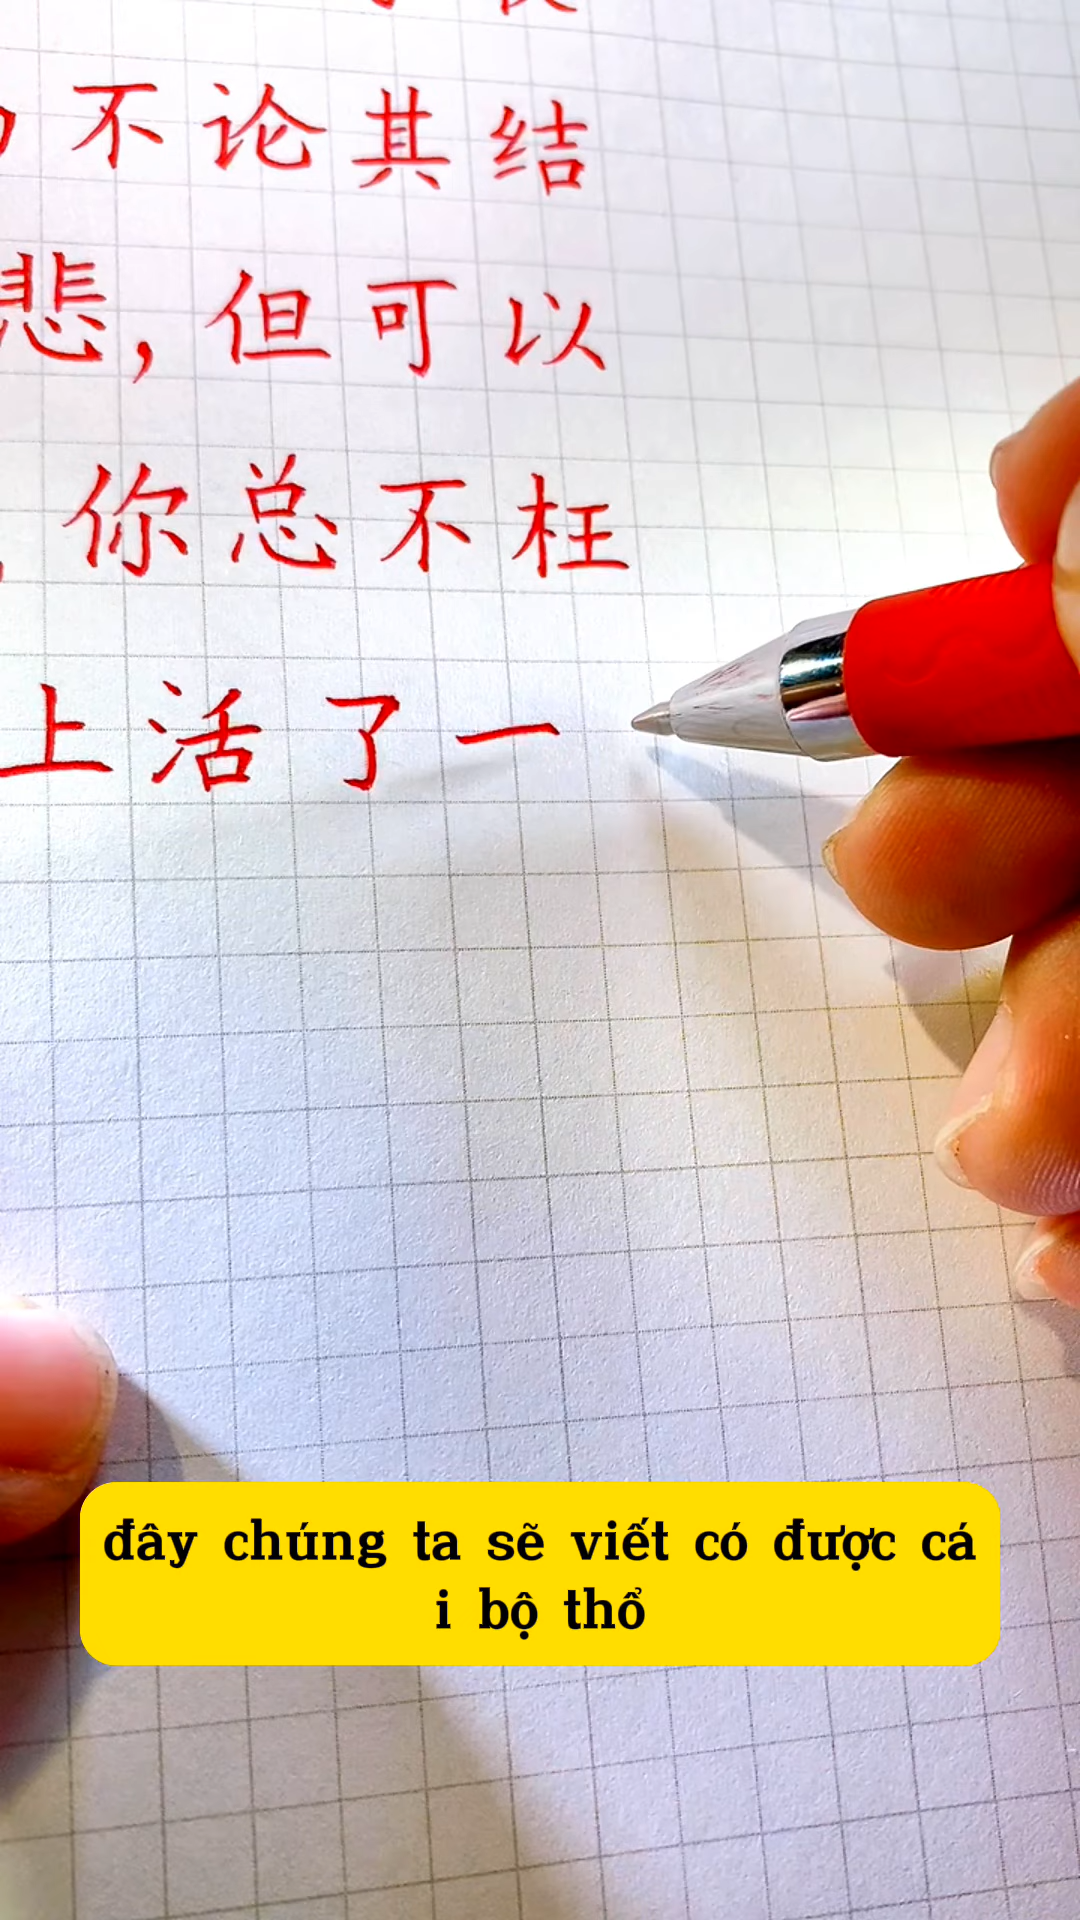 不论其结
悲,但可以
你总不枉
上活了一
đây chúng ta sẽ viết có được cá
i bộ thổ